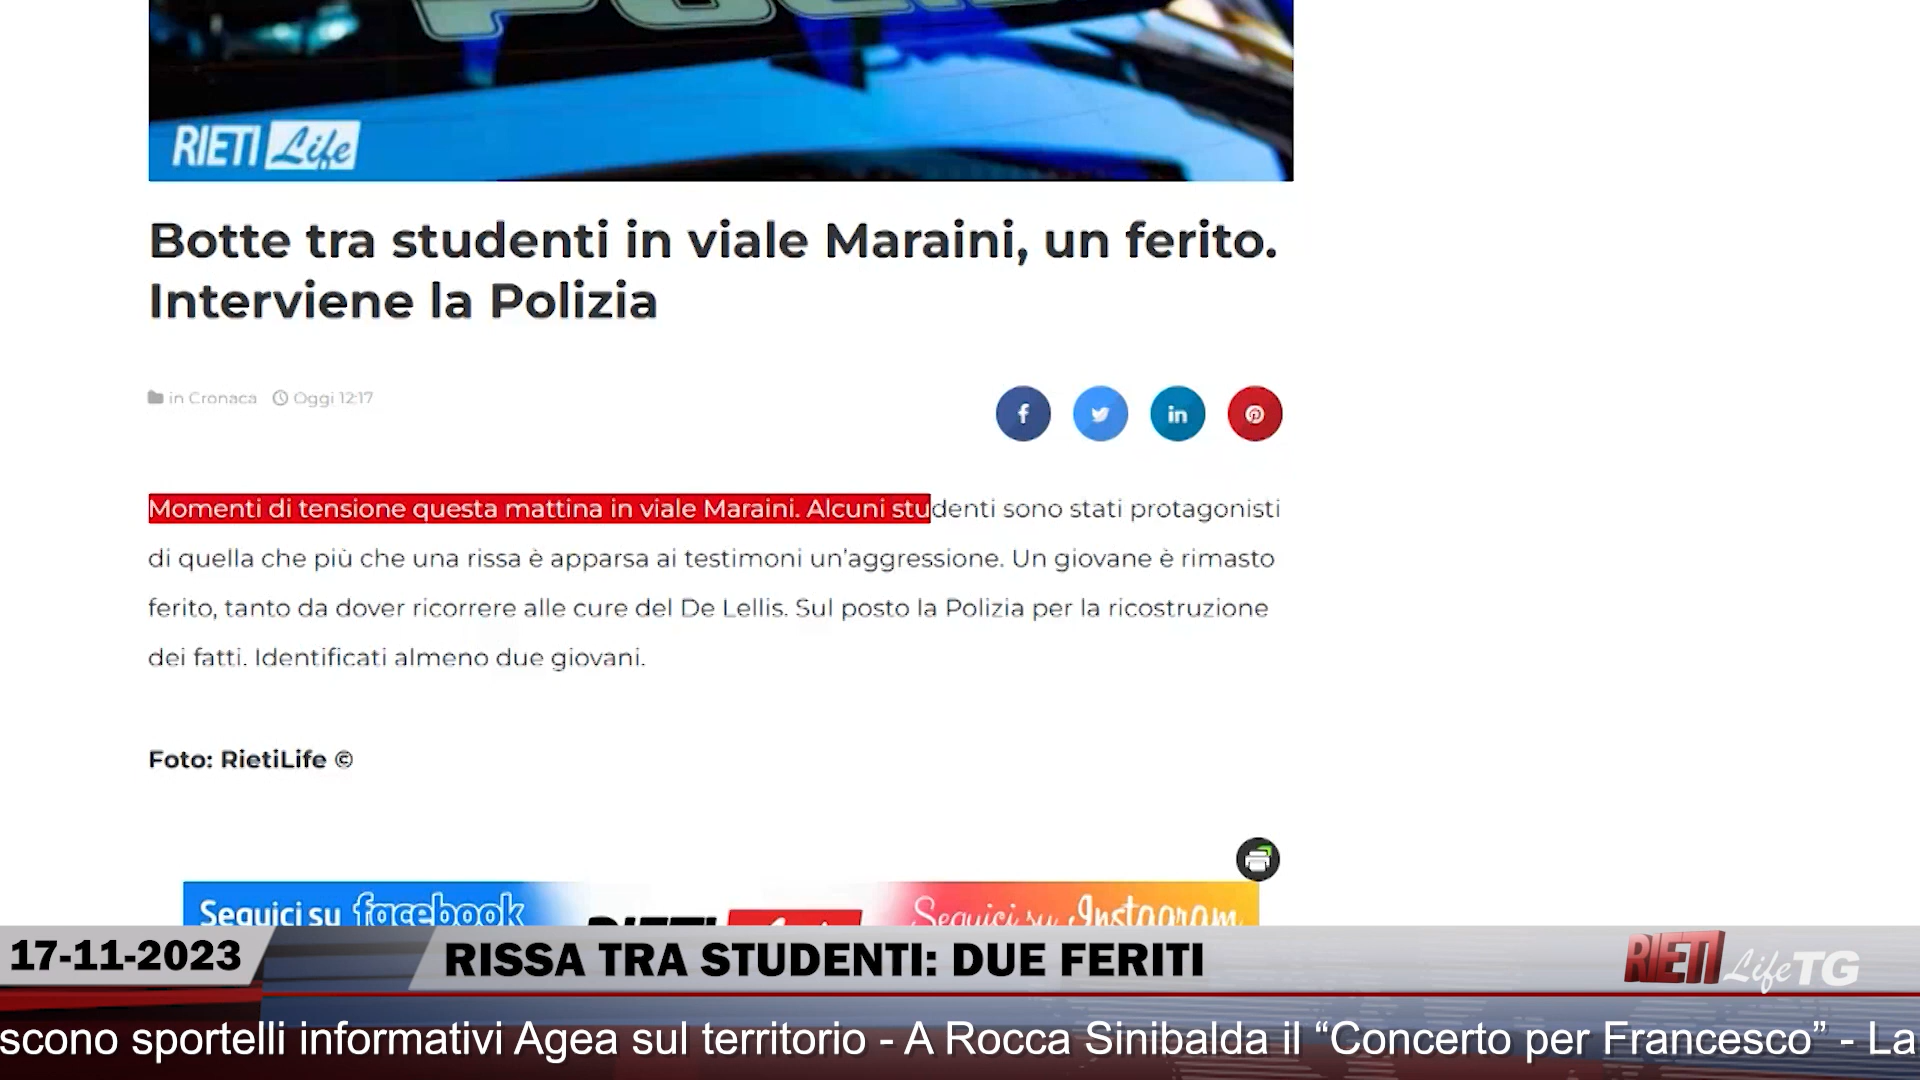 RIETI Life
Botte tra studenti in viale Maraini, un ferito.
Interviene la Polizia
in Cronaca Oggi 12:17
Momenti di tensione questa mattina in viale Maraini. Alcuni studenti sono stati protagonisti
di quella che più che una rissa è apparsa ai testimoni un’aggressione. Un giovane è rimasto
ferito, tanto da dover ricorrere alle cure del De Lellis. Sul posto la Polizia per la ricostruzione
dei fatti. Identificati almeno due giovani.
Foto: RietiLife ©
Seguici su facebook
RIETI
Seguici su Instagram
17-11-2023
RISSA TRA STUDENTI: DUE FERITI
RIETI Life TG
scono sportelli informativi Agea sul territorio - A Rocca Sinibalda il “Concerto per Francesco” - La